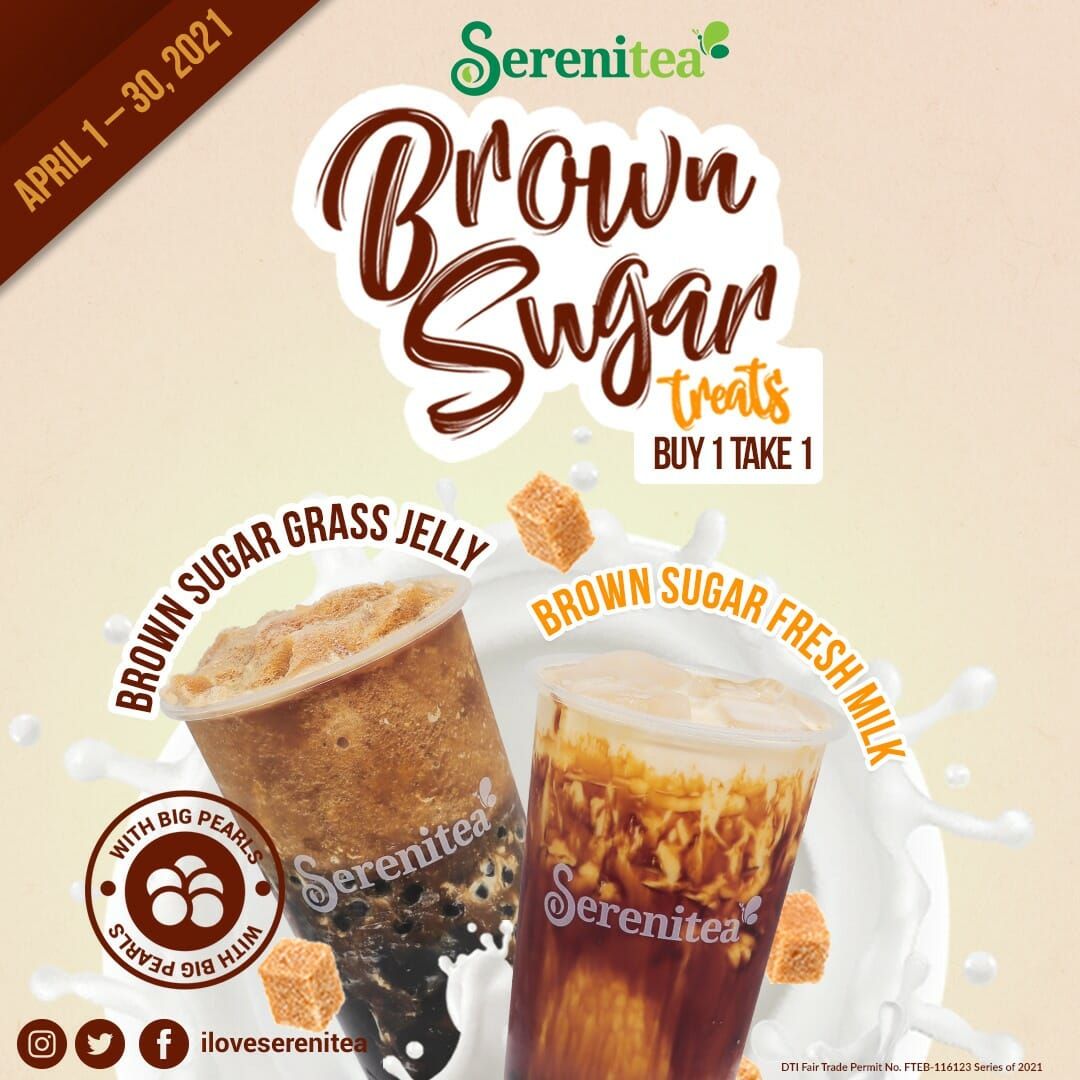 APRIL 1 – 30, 2021
Serenitea
Brown
Sugar
treats
BUY 1 TAKE 1
BROWN SUGAR GRASS JELLY
BROWN SUGAR FRESH MILK
WITH BIG PEARLS
WITH BIG PEARLS
Serenitea
Serenitea
iloveserenitea
DTI Fair Trade Permit No. FTEB-116123 Series of 2021